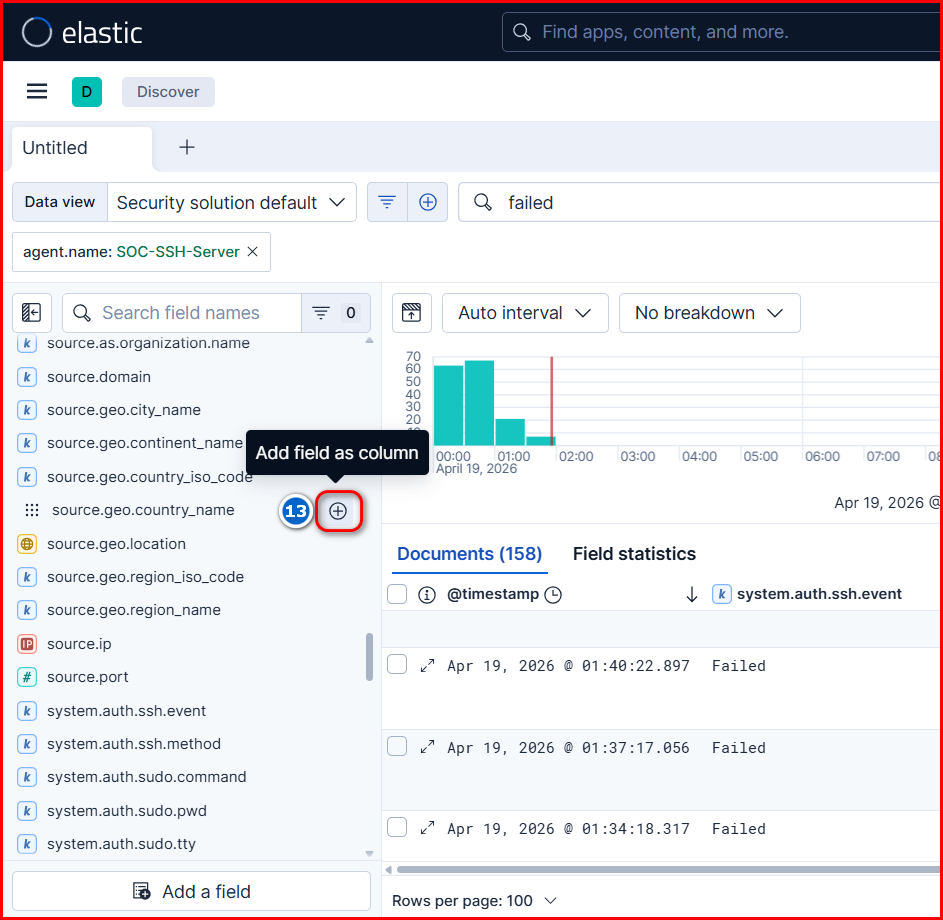 elastic
Find apps, content, and more.
D
Discover
Untitled
Data view
Security solution default
failed
agent.name: SOC-SSH-Server
Search field names
0
Auto interval
No breakdown
source.as.organization.name
source.domain
source.geo.city_name
source.geo.continent_name
source.geo.country_iso_code
Add field as column
source.geo.country_name
13
source.geo.location
source.geo.region_iso_code
source.geo.region_name
source.ip
source.port
system.auth.ssh.event
system.auth.ssh.method
system.auth.sudo.command
system.auth.sudo.pwd
system.auth.sudo.tty
Add a field
70
60
50
40
30
20
00:00 01:00 02:00 03:00 04:00 05:00 06:00 07:00 08
April 19, 2026
Apr 19, 2026 @
Documents (158) Field statistics
@timestamp k system.auth.ssh.event
Apr 19, 2026 @ 01:40:22.897 Failed
Apr 19, 2026 @ 01:37:17.056 Failed
Apr 19, 2026 @ 01:34:18.317 Failed
Rows per page: 100